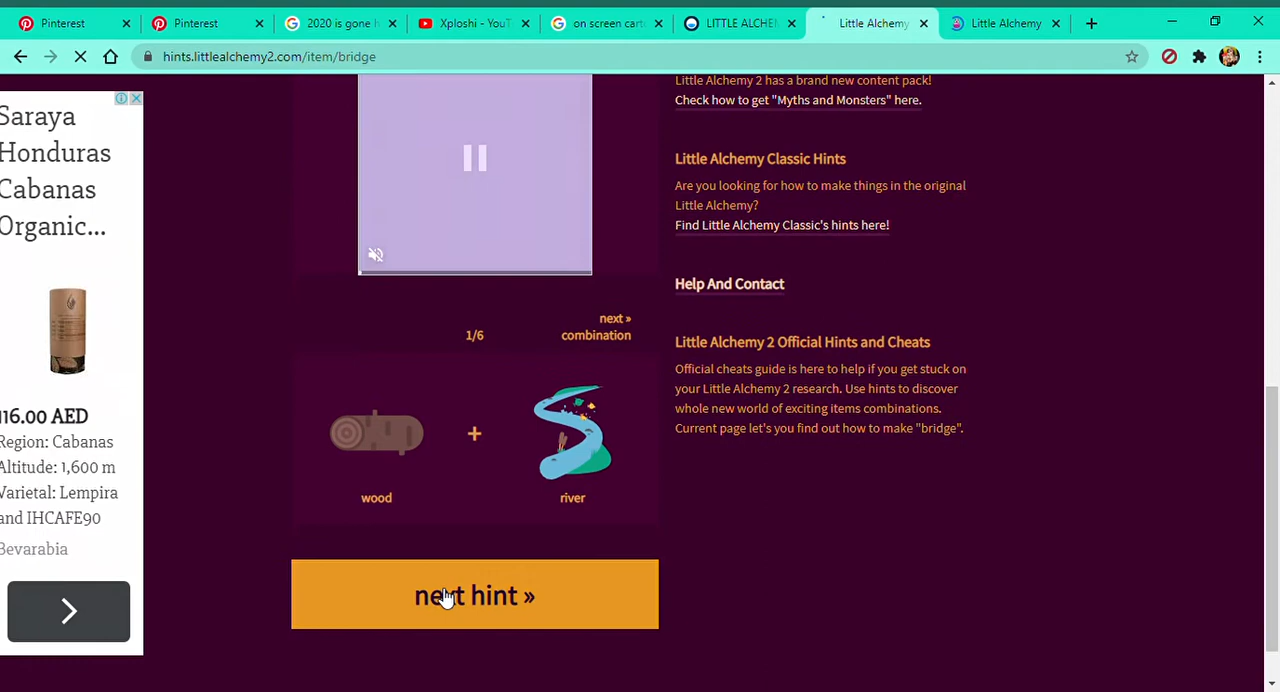 Pinterest
Pinterest
2020 is gone h
Xploshi - YouT
on screen cart
LITTLE ALCHEM
Little Alchemy
Little Alchemy
hints.littlealchemy2.com/item/bridge
Saraya
Honduras
Cabanas
Organic...
116.00 AED
Region: Cabanas
Altitude: 1,600 m
Varietal: Lempira
and IHCAFE90
Bevarabia
1/6
next »
combination
wood
+
river
next hint »
Little Alchemy 2 has a brand new content pack!
Check how to get "Myths and Monsters" here.
Little Alchemy Classic Hints
Are you looking for how to make things in the original
Little Alchemy?
Find Little Alchemy Classic's hints here!
Help And Contact
Little Alchemy 2 Official Hints and Cheats
Official cheats guide is here to help if you get stuck on
your Little Alchemy 2 research. Use hints to discover
whole new world of exciting items combinations.
Current page let's you find out how to make "bridge".